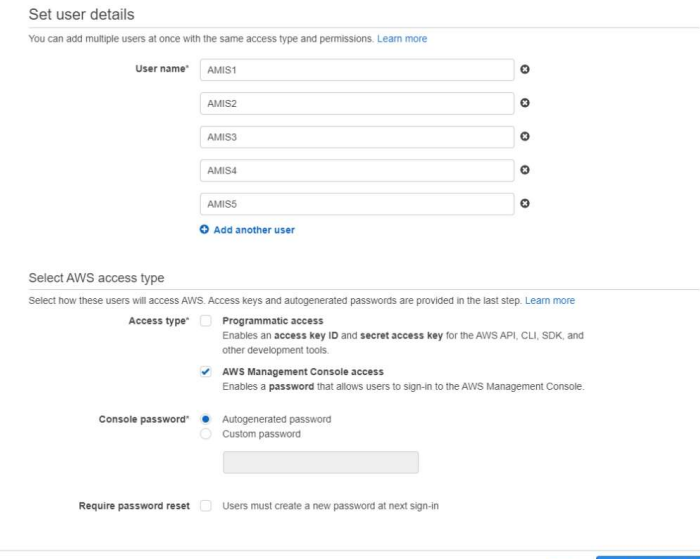 Set user details
You can add multiple users at once with the same access type and permissions. Learn more
User name*
AMIS1
AMIS2
AMIS3
AMIS4
AMIS5
Add another user
Select AWS access type
Select how these users will access AWS. Access keys and autogenerated passwords are provided in the last step. Learn more
Access type*
Programmatic access
Enables an access key ID and secret access key for the AWS API, CLI, SDK, and
other development tools.
AWS Management Console access
Enables a password that allows users to sign-in to the AWS Management Console.
Console password*
Autogenerated password
Custom password
Require password reset
Users must create a new password at next sign-in